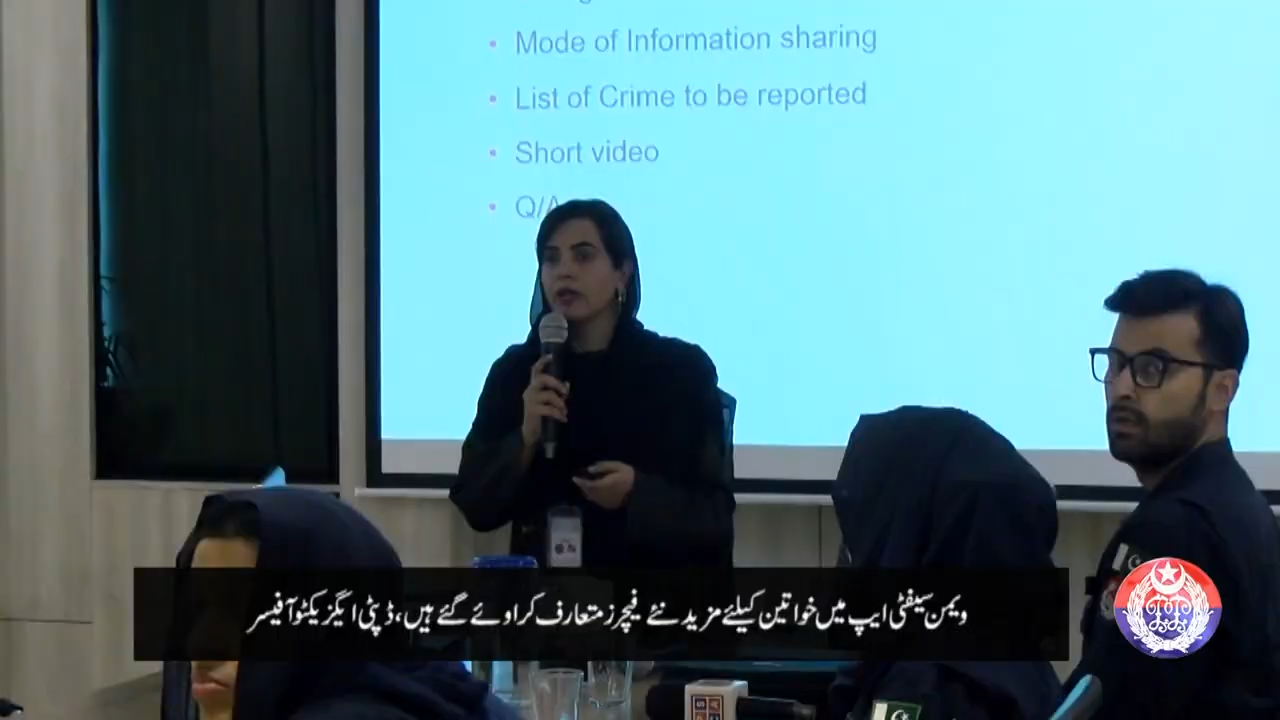 • Mode of Information sharing
• List of Crime to be reported
• Short video
• Q/A
ویمن سیفٹی ایپ میں خواتین کیلئے مزید نئے فیچرز متعارف کراوئے گئے ہیں، ڈپٹی ایگزیکٹو آفیسر